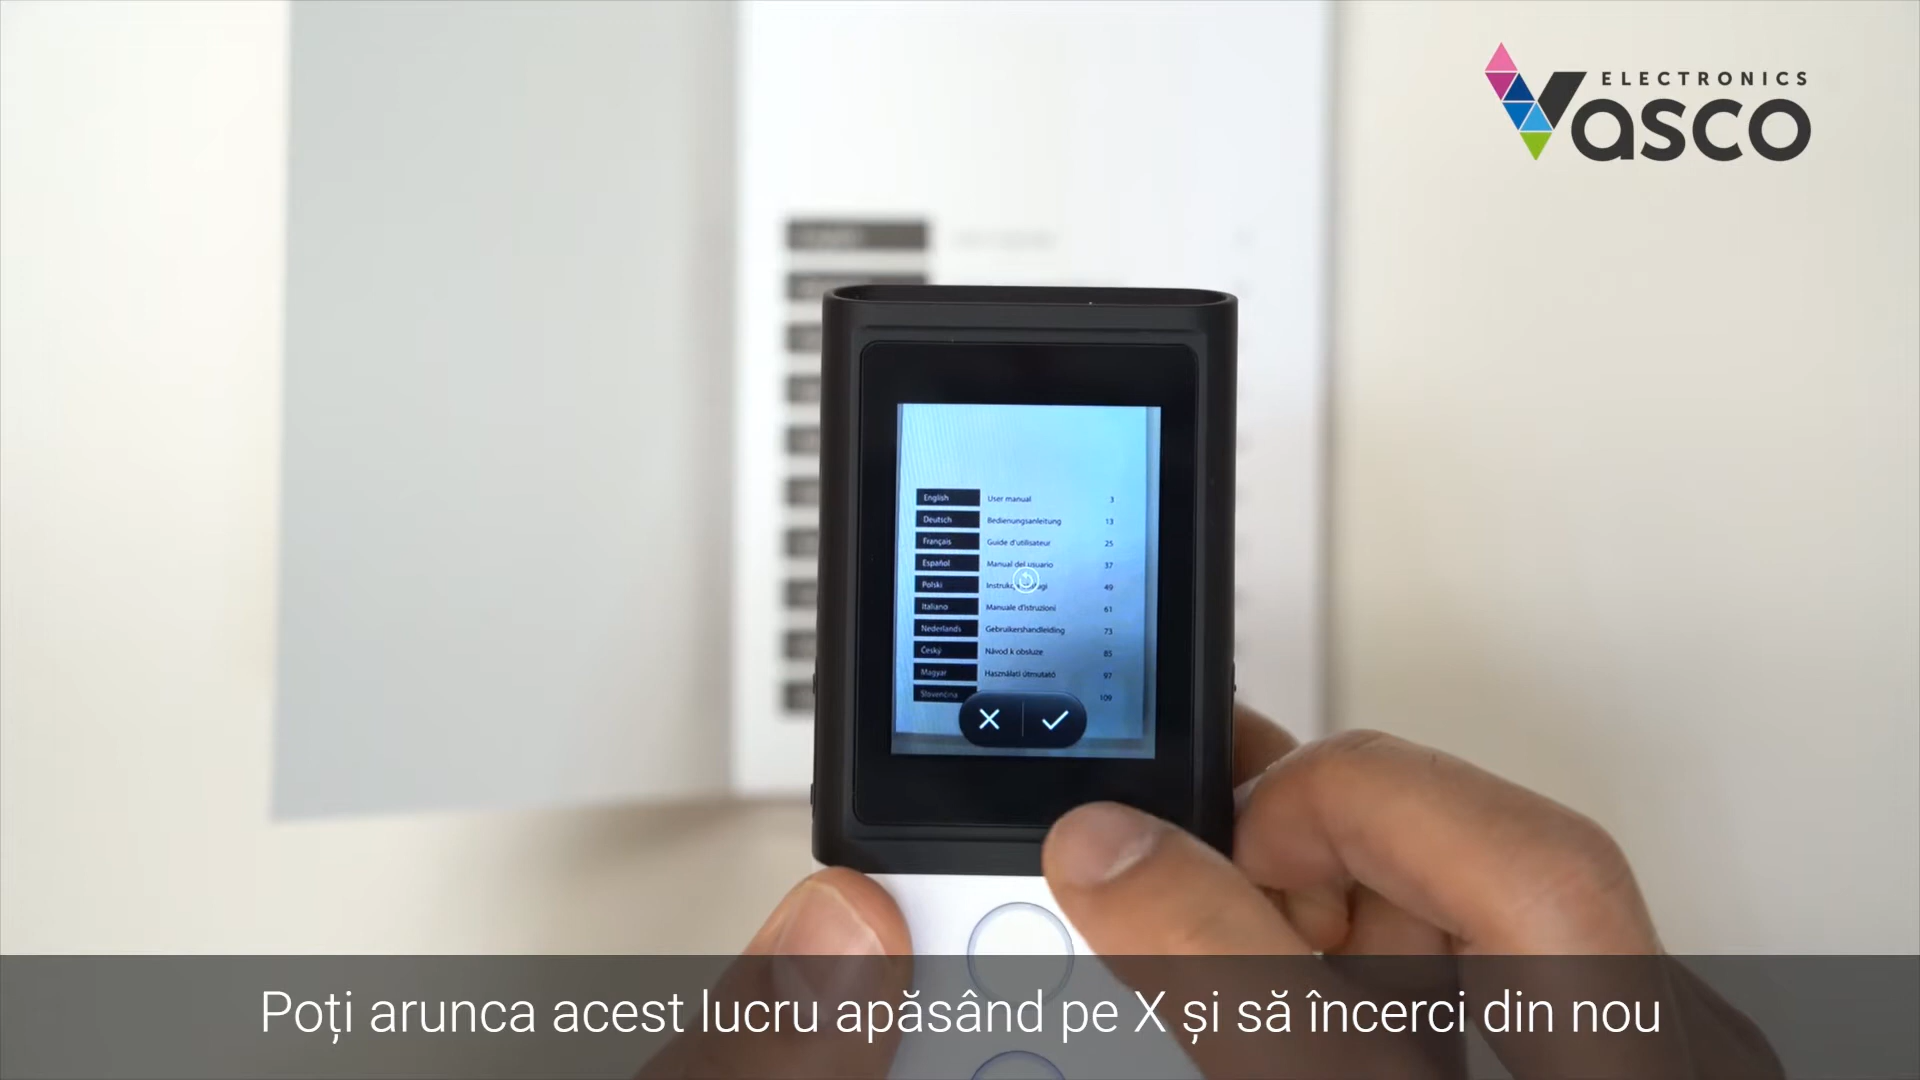 ELECTRONICS
Vasco
English User manual 3
Deutsch Bedienungsanleitung 13
Français Guide d'utilisateur 25
Español Manual del usuario 37
Polski 49
Italiano Manuale d'istruzioni 61
Nederlands Gebruikershandleiding 73
Český Návod k obsluze 85
Magyar Használati útmutató 97
Slovenčina 109
Poți arunca acest lucru apăsând pe X și să încerci din nou